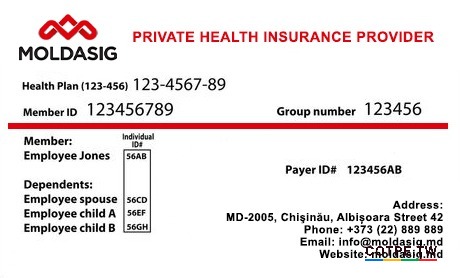 MOLDASIG
PRIVATE HEALTH INSURANCE PROVIDER
Health Plan (123-456) 123-4567-89
Member ID 123456789
Group number 123456
Individual
ID#
Member:
Employee Jones 56AB
Payer ID# 123456AB
Dependents:
Employee spouse 56CD
Employee child A 56EF
Employee child B 56GH
Address:
MD-2005, Chişinău, Albişoara Street 42
Phone: +373 (22) 889 889
Email: info@moldasig.md
Website: moldasig.md
COTPE.TW